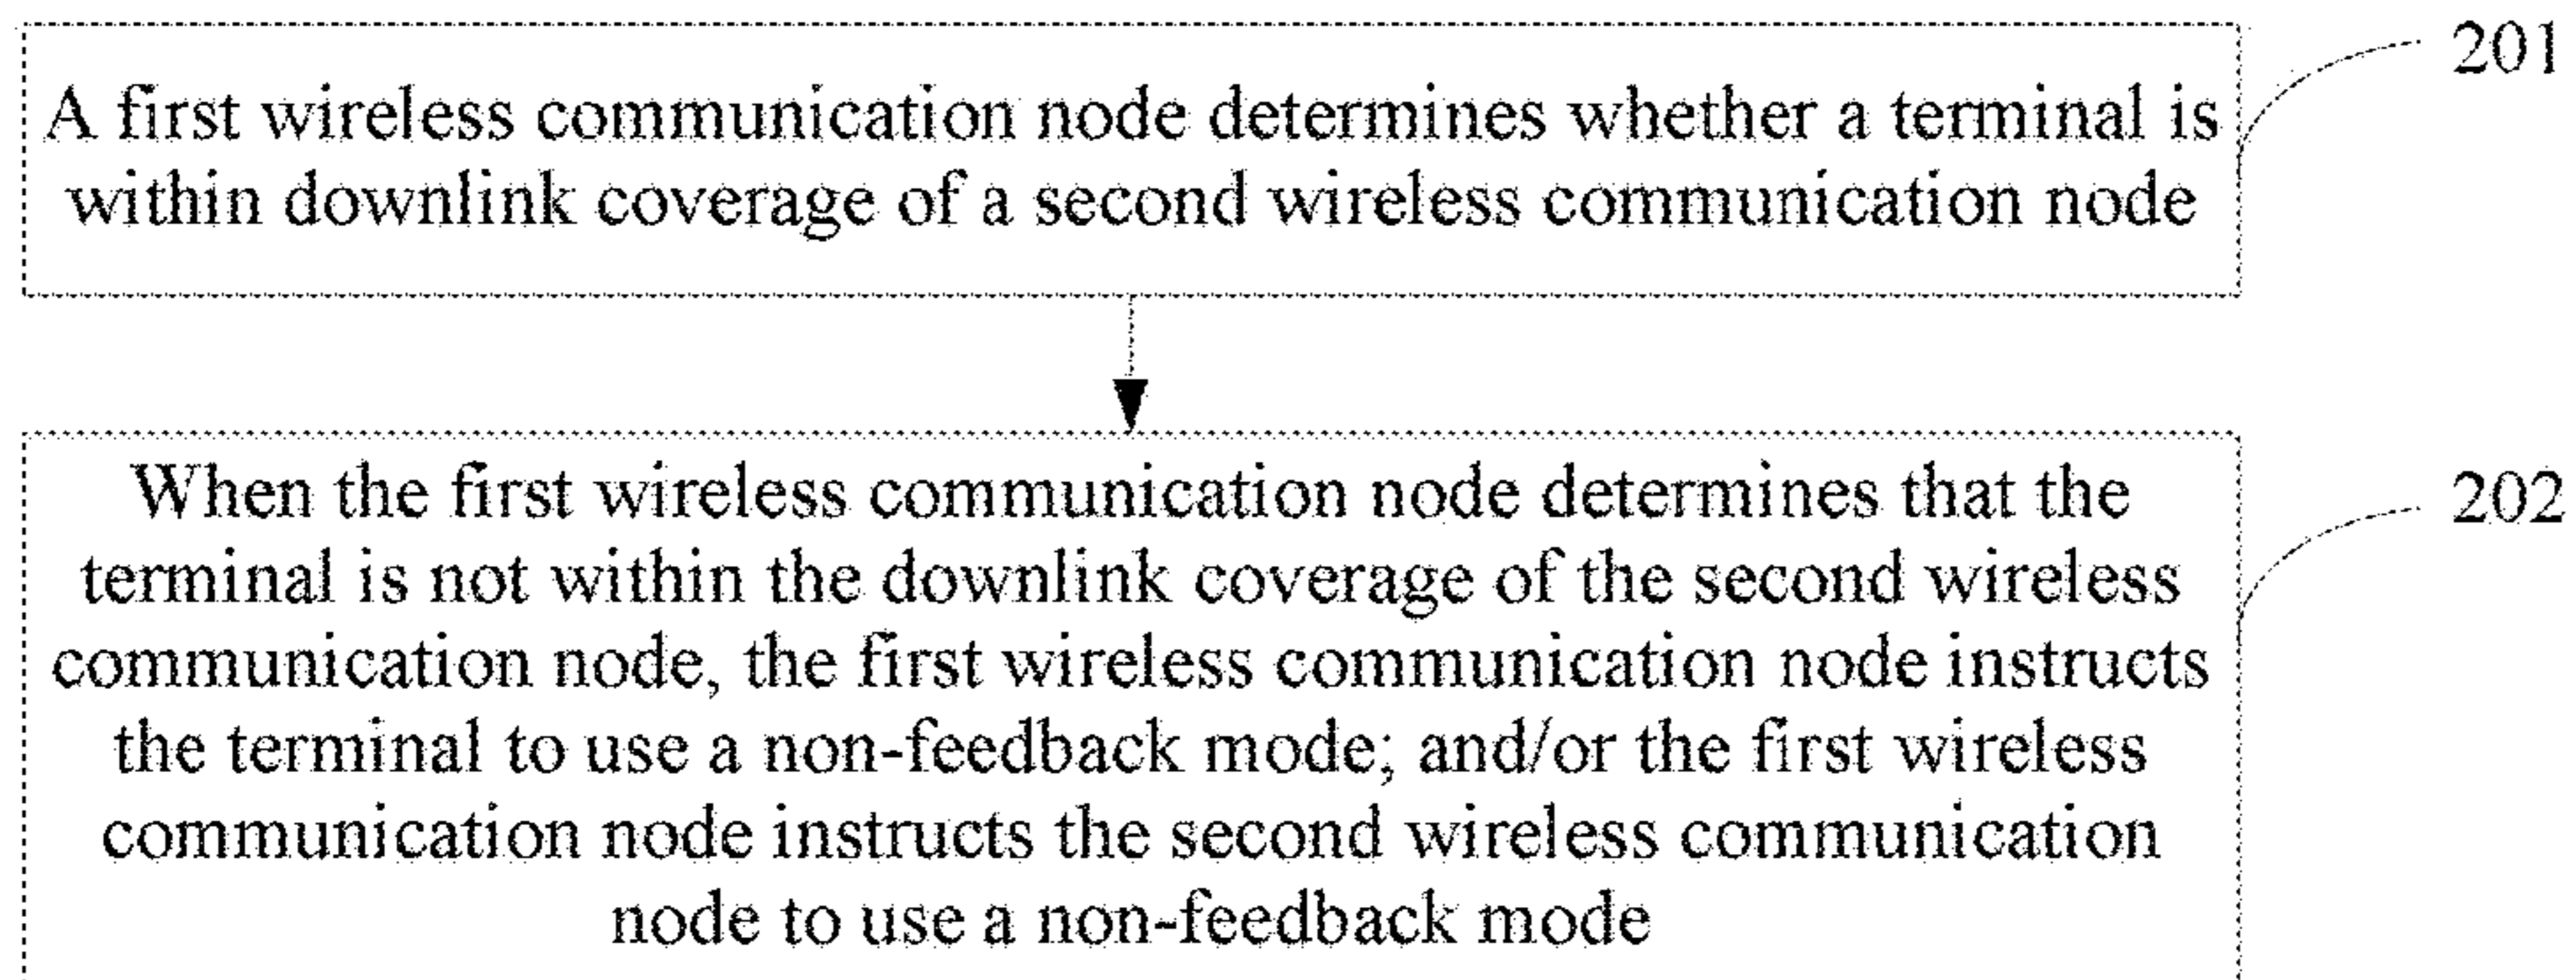 201
A first wireless communication node determines whether a terminal is
within downlink coverage of a second wireless communication node
202
When the first wireless communication node determines that the
terminal is not within the downlink coverage of the second wireless
communication node, the first wireless communication node instructs
the terminal to use a non-feedback mode; and/or the first wireless
communication node instructs the second wireless communication
node to use a non-feedback mode